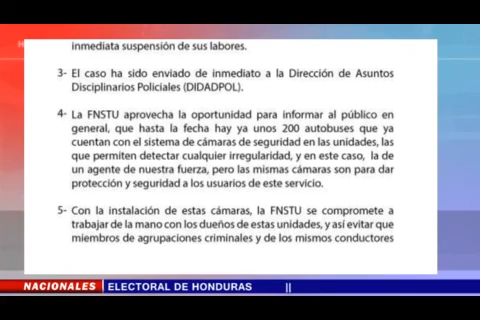 inmediata suspensión de sus labores.
3- El caso ha sido enviado de inmediato a la Dirección de Asuntos
Disciplinarios Policiales (DIDADPOL).
4- La FNSTU aprovecha la oportunidad para informar al público en
general, que hasta la fecha hay ya unos 200 autobuses que ya
cuentan con el sistema de cámaras de seguridad en las unidades, las
que permiten detectar cualquier irregularidad, y en este caso, la de
un agente de nuestra fuerza, pero las mismas cámaras son para dar
protección y seguridad a los usuarios de este servicio.
5- Con la instalación de estas cámaras, la FNSTU se compromete a
trabajar de la mano con los dueños de estas unidades, y así evitar que
miembros de agrupaciones criminales y de los mismos conductores
NACIONALES ELECTORAL DE HONDURAS ||